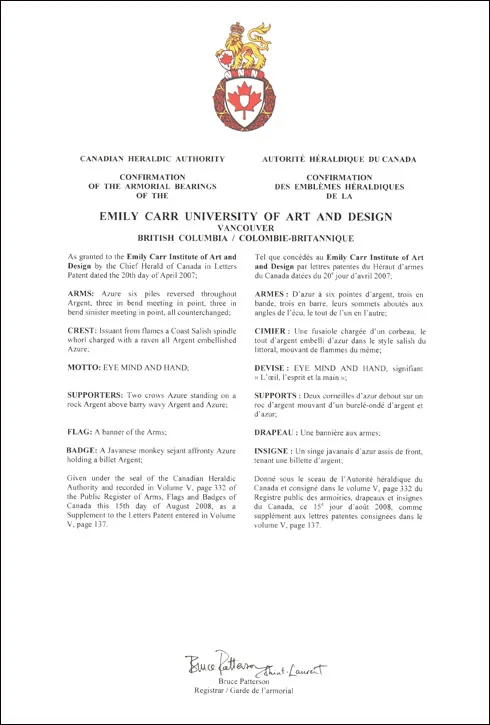 CANADIAN HERALDIC AUTHORITY
CONFIRMATION
OF THE ARMORIAL BEARINGS
OF THE
AUTORITÉ HÉRALDIQUE DU CANADA
CONFIRMATION
DES EMBLÈMES HÉRALDIQUES
DE LA
EMILY CARR UNIVERSITY OF ART AND DESIGN
VANCOUVER
BRITISH COLUMBIA / COLOMBIE-BRITANNIQUE
As granted to the Emily Carr Institute of Art and
Design by the Chief Herald of Canada in Letters
Patent dated the 20th day of April 2007;
ARMS: Azure six piles reversed throughout
Argent, three in bend meeting in point, three in
bend sinister meeting in point, all counterchanged;
CREST: Issuant from flames a Coast Salish spindle
whorl charged with a raven all Argent embellished
Azure;
MOTTO: EYE MIND AND HAND;
SUPPORTERS: Two crows Azure standing on a
rock Argent above barry wavy Argent and Azure;
FLAG: A banner of the Arms;
BADGE: A Javanese monkey sejant affronty Azure
holding a billet Argent;
Given under the seal of the Canadian Heraldic
Authority and recorded in Volume V, page 332 of
the Public Register of Arms, Flags and Badges of
Canada this 15th day of August 2008, as a
Supplement to the Letters Patent entered in Volume
V, page 137.
Tel que concédés au Emily Carr Institute of Art
and Design par lettres patentes du Héraut d'armes
du Canada datées du 20e jour d'avril 2007;
ARMES : D'azur à six pointes d'argent, trois en
bande, trois en barre, leurs sommets aboutés aux
angles de l'écu, le tout de l'un en l'autre;
CIMIER : Une fusaïole chargée d'un corbeau, le
tout d'argent embelli d'azur dans le style salish du
littoral, mouvant de flammes du même;
DEVISE : EYE MIND AND HAND, signifiant
« L'œil, l'esprit et la main »;
SUPPORTS : Deux corneilles d'azur debout sur un
roc d'argent mouvant d'un burelé-ondé d'argent et
d'azur;
DRAPEAU : Une bannière aux armes;
INSIGNE : Un singe javanais d'azur assis de front,
tenant une billette d'argent;
Donné sous le sceau de l'Autorité héraldique du
Canada et consigné dans le volume V, page 332 du
Registre public des armoiries, drapeaux et insignes
du Canada, ce 15e jour d'août 2008, comme
supplément aux lettres patentes consignées dans le
volume V, page 137.
Bruce Patterson
Saint-Laurent
Bruce Patterson
Registrar / Garde de l'armorial